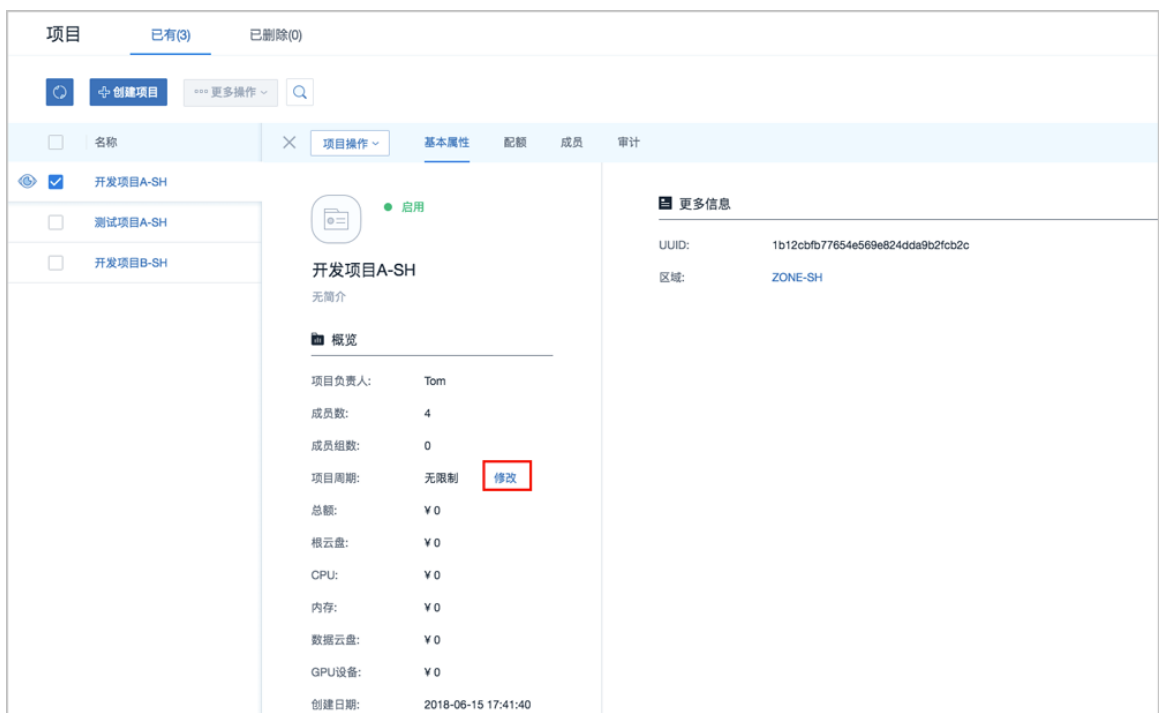 项目 已有(3) 已删除(0)
创建项目 更多操作
名称 项目操作 基本属性 配额 成员 审计
开发项目A-SH
测试项目A-SH
开发项目B-SH
启用
开发项目A-SH
无简介
概览
项目负责人: Tom
成员数: 4
成员组数: 0
项目周期: 无限制 修改
总额: ¥ 0
根云盘: ¥ 0
CPU: ¥ 0
内存: ¥ 0
数据云盘: ¥ 0
GPU设备: ¥ 0
创建日期: 2018-06-15 17:41:40
更多信息
UUID: 1b12cbfb77654e569e824dda9b2fcb2c
区域: ZONE-SH